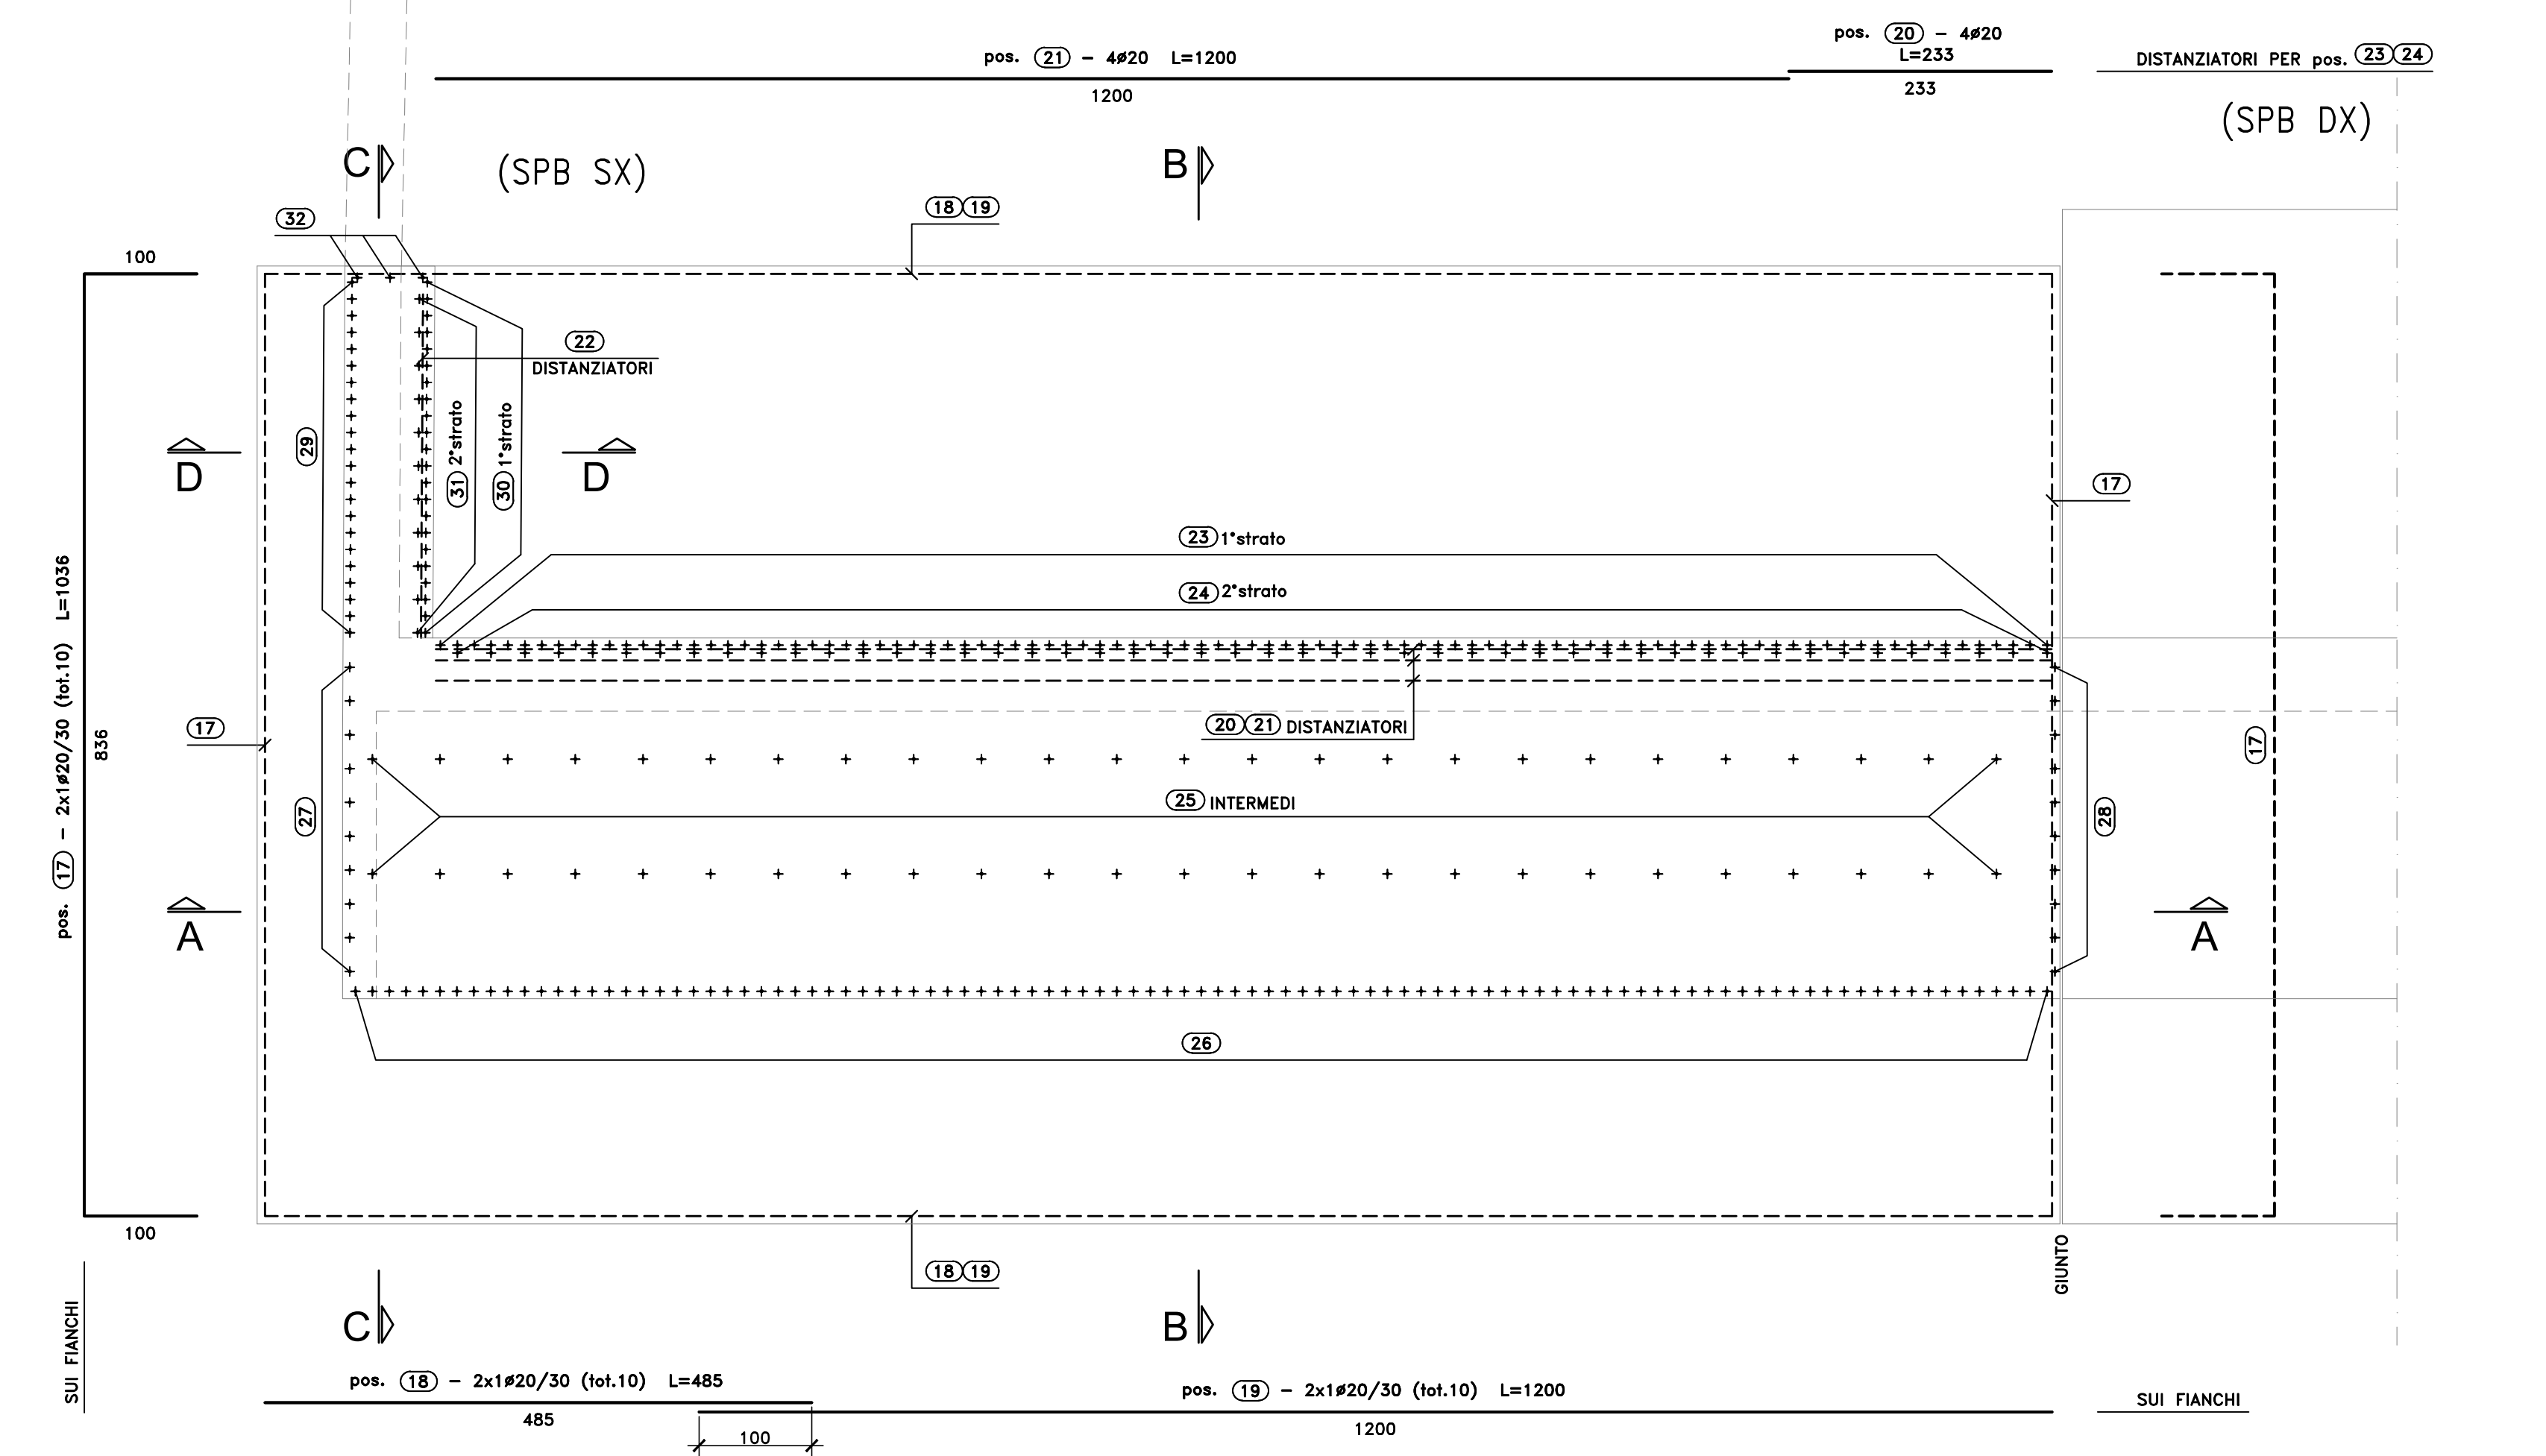 pos. 20 - 4ø20
L=233
pos. 21 - 4ø20 L=1200
DISTANZIATORI PER pos. 23 24
1200
233
(SPB DX)
C
(SPB SX)
B
18 19
32
100
22
DISTANZIATORI
29
31 2°strato
30 1°strato
D
D
17
23 1°strato
24 2°strato
pos. 17 - 2x1ø20/30 (tot.10) L=1036
836
17
20 21 DISTANZIATORI
17
25 INTERMEDI
27
28
A
A
26
100
18 19
GIUNTO
SUI FIANCHI
C
B
pos. 18 - 2x1ø20/30 (tot.10) L=485
pos. 19 - 2x1ø20/30 (tot.10) L=1200
SUI FIANCHI
485
1200
100